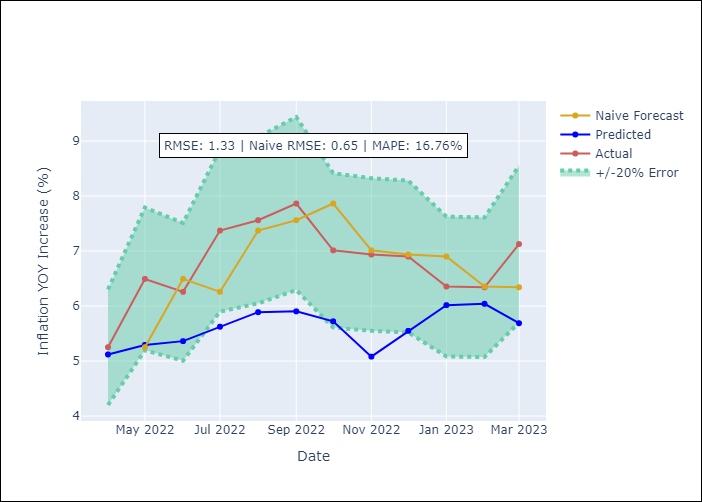 RMSE: 1.33 | Naive RMSE: 0.65 | MAPE: 16.76%
Naive Forecast
Predicted
Actual
+/-20% Error
Inflation YOY Increase (%)
9
8
7
6
5
4
May 2022
Jul 2022
Sep 2022
Nov 2022
Jan 2023
Mar 2023
Date